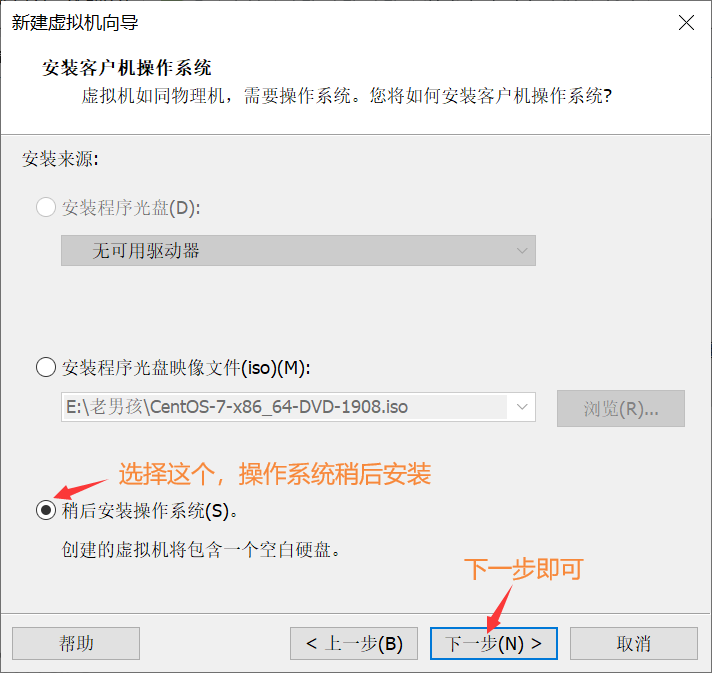 新建虚拟机向导
安装客户机操作系统
虚拟机如同物理机，需要操作系统。您将如何安装客户机操作系统?
安装来源:
安装程序光盘(D):
无可用驱动器
安装程序光盘映像文件(iso)(M):
E:\老男孩\CentOS-7-x86_64-DVD-1908.iso
浏览(R)...
选择这个，操作系统稍后安装
稍后安装操作系统(S)。
创建的虚拟机将包含一个空白硬盘。
下一步即可
帮助
< 上一步(B)
下一步(N) >
取消